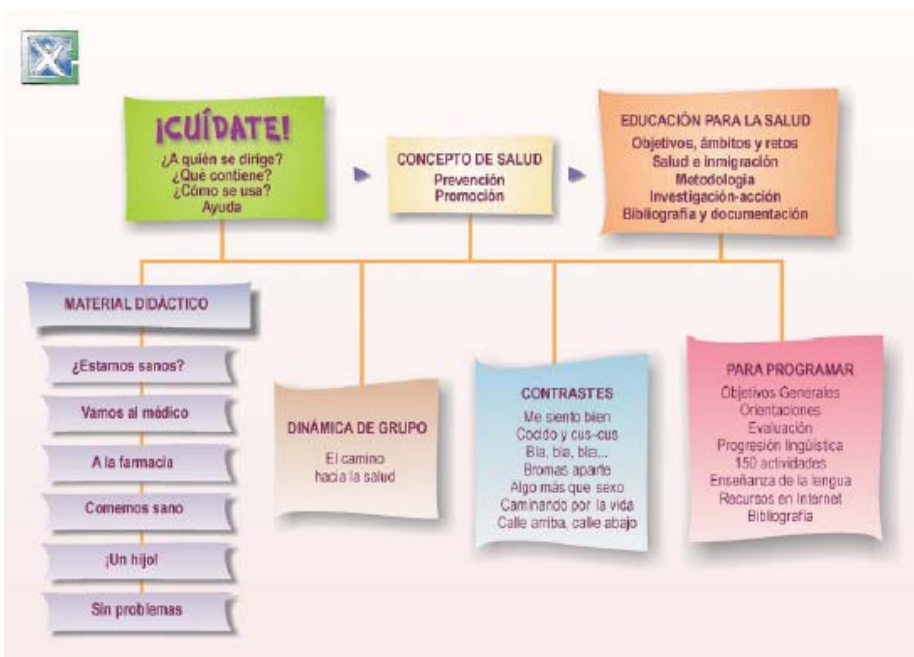 ¡CUÍDATE!
¿A quién se dirige?
¿Qué contiene?
¿Cómo se usa?
Ayuda
CONCEPTO DE SALUD
Prevención
Promoción
EDUCACIÓN PARA LA SALUD
Objetivos, ámbitos y retos
Salud e inmigración
Metodología
Investigación-acción
Bibliografía y documentación
MATERIAL DIDÁCTICO
¿Estamos sanos?
Vamos al médico
A la farmacia
Comemos sano
¡Un hijo!
Sin problemas
DINÁMICA DE GRUPO
El camino
hacia la salud
CONTRASTES
Me siento bien
Cocido y cus-cus
Bla, bla, bla...
Bromas aparte
Algo más que sexo
Caminando por la vida
Calle arriba, calle abajo
PARA PROGRAMAR
Objetivos Generales
Orientaciones
Evaluación
Progresión lingüística
150 actividades
Enseñanza de la lengua
Recursos en Internet
Bibliografía